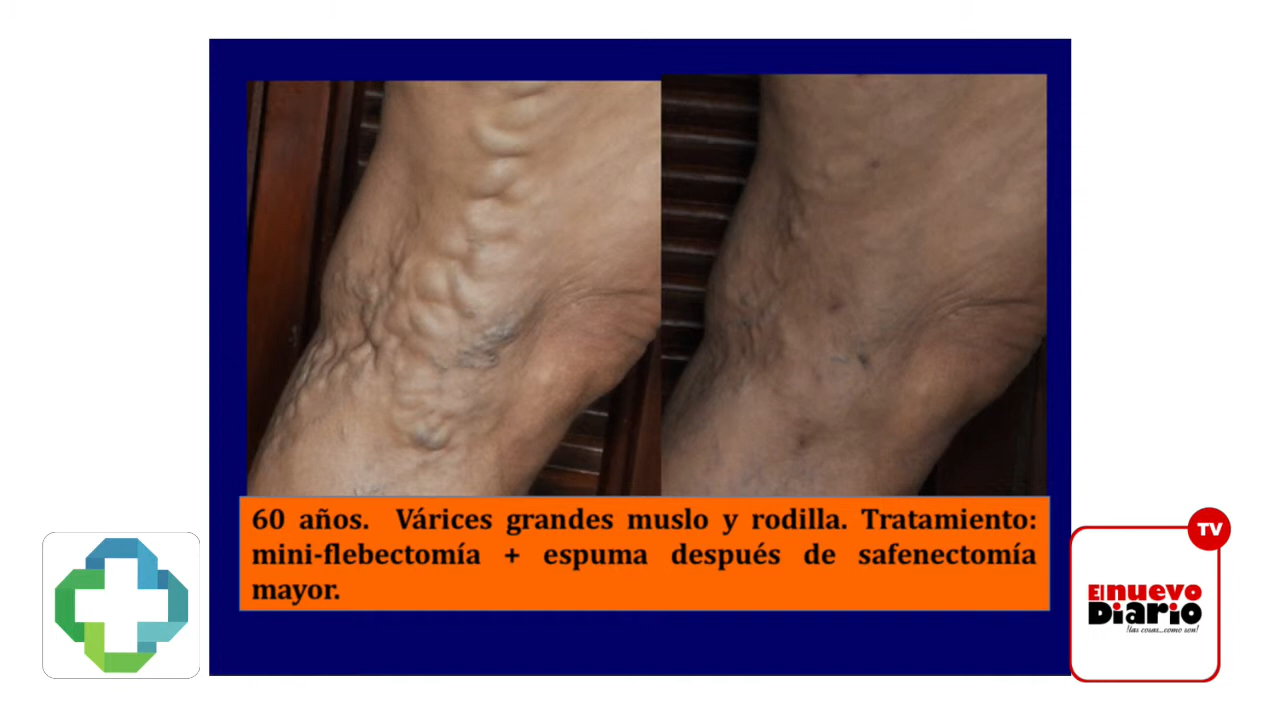 60 años. Várices grandes muslo y rodilla. Tratamiento:
mini-flebectomía + espuma después de safenectomía
mayor.
TV
El nuevo
Diario
¡las cosas...como son!